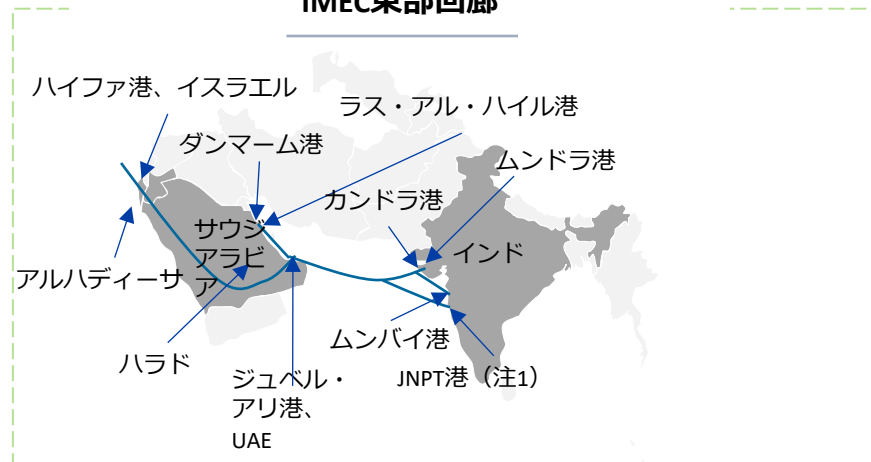 IMEC東部回廊
ハイファ港、イスラエル
ラス・アル・ハイル港
ダンマーム港
ムンドラ港
カンドラ港
サウジ
アラビ
ア
インド
アルハディーサ
ムンバイ港
ハラド
ジュベル・
アリ港、
UAE
JNPT港（注1）